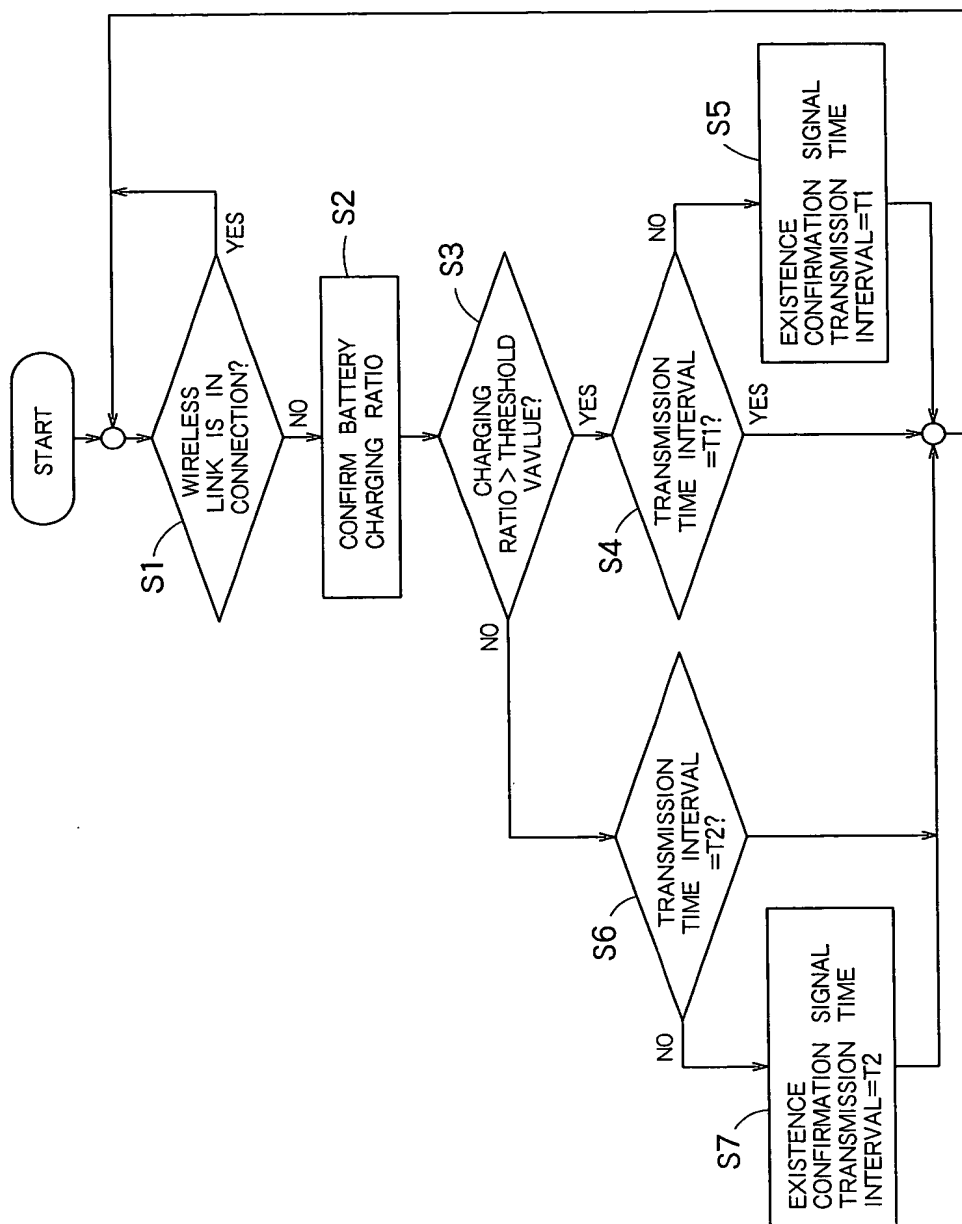 START
WIRELESS
LINK IS IN
CONNECTION?
S1
YES
NO
CONFIRM BATTERY
CHARGING RATIO
S2
CHARGING
RATIO > THRESHOLD
VAVLUE?
S3
NO
YES
TRANSMISSION
TIME INTERVAL
=T1?
S4
NO
YES
EXISTENCE
CONFIRMATION SIGNAL
TRANSMISSION TIME
INTERVAL=T1
S5
TRANSMISSION
TIME INTERVAL
=T2?
S6
NO
EXISTENCE
CONFIRMATION SIGNAL
TRANSMISSION TIME
INTERVAL=T2
S7